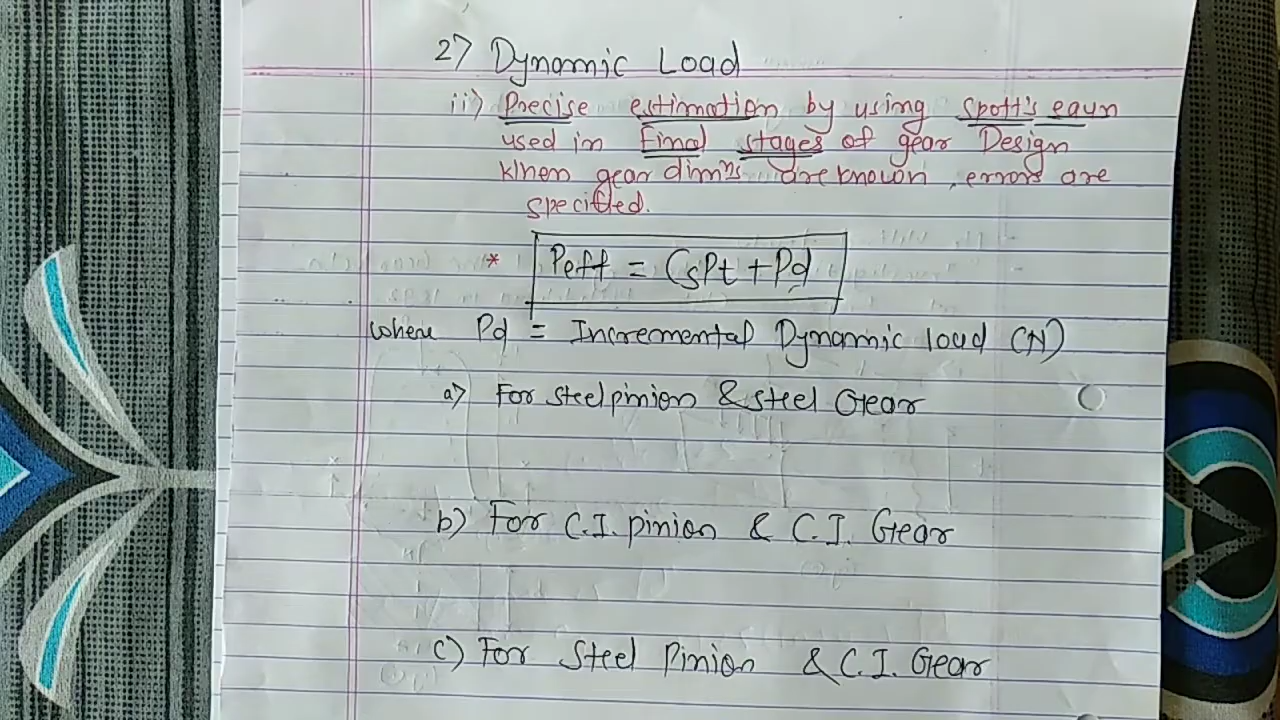 2) Dynamic Load
ii) Precise estimation by using Spott's equn
used in Final stages of gear Design
When gear dimns are known, errors are
specified.
* Peff = CsPt + Pd
where Pd = Incremental Dynamic load (N)
a) For steel pinion & steel Gear
b) For C.I. pinion & C.I. Gear
c) For Steel Pinion & C.I. Gear